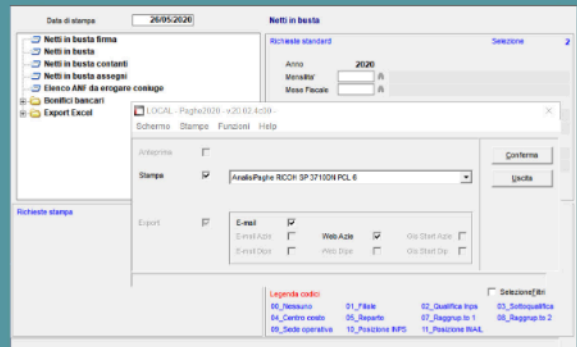 Data di stampa 26/05/2020
Netti in busta
Netti in busta firma
Netti in busta
Netti in busta contanti
Netti in busta assegni
Elenco ANF da erogare coniuge
Bonifici bancari
Export Excel
Richieste standard Selezione 2
Anno 2020
Mensilita'
Mese Fiscale
LOCAL - Paghe2020 - v20.02.4c00 -
Schermo Stampe Funzioni Help
Anteprima
Stampa AnalisiPaghe RICOH SP 3710DN PCL 6
Conferma
Uscita
Export
E-mail
E-mail Azie Web Azie Gis Start Azie
E-mail Dips Web Dips Gis Start Dip
Richieste stampa
Legenda codici
SelezioneFiltri
00_Nessuno 01_Filiale 02_Qualifica Inps 03_Sottoqualifica
04_Centro costo 05_Reparto 07_Raggrup.to 1 08_Raggrup.to 2
09_Sede operativa 10_Posizione INPS 11_Posizione INAIL